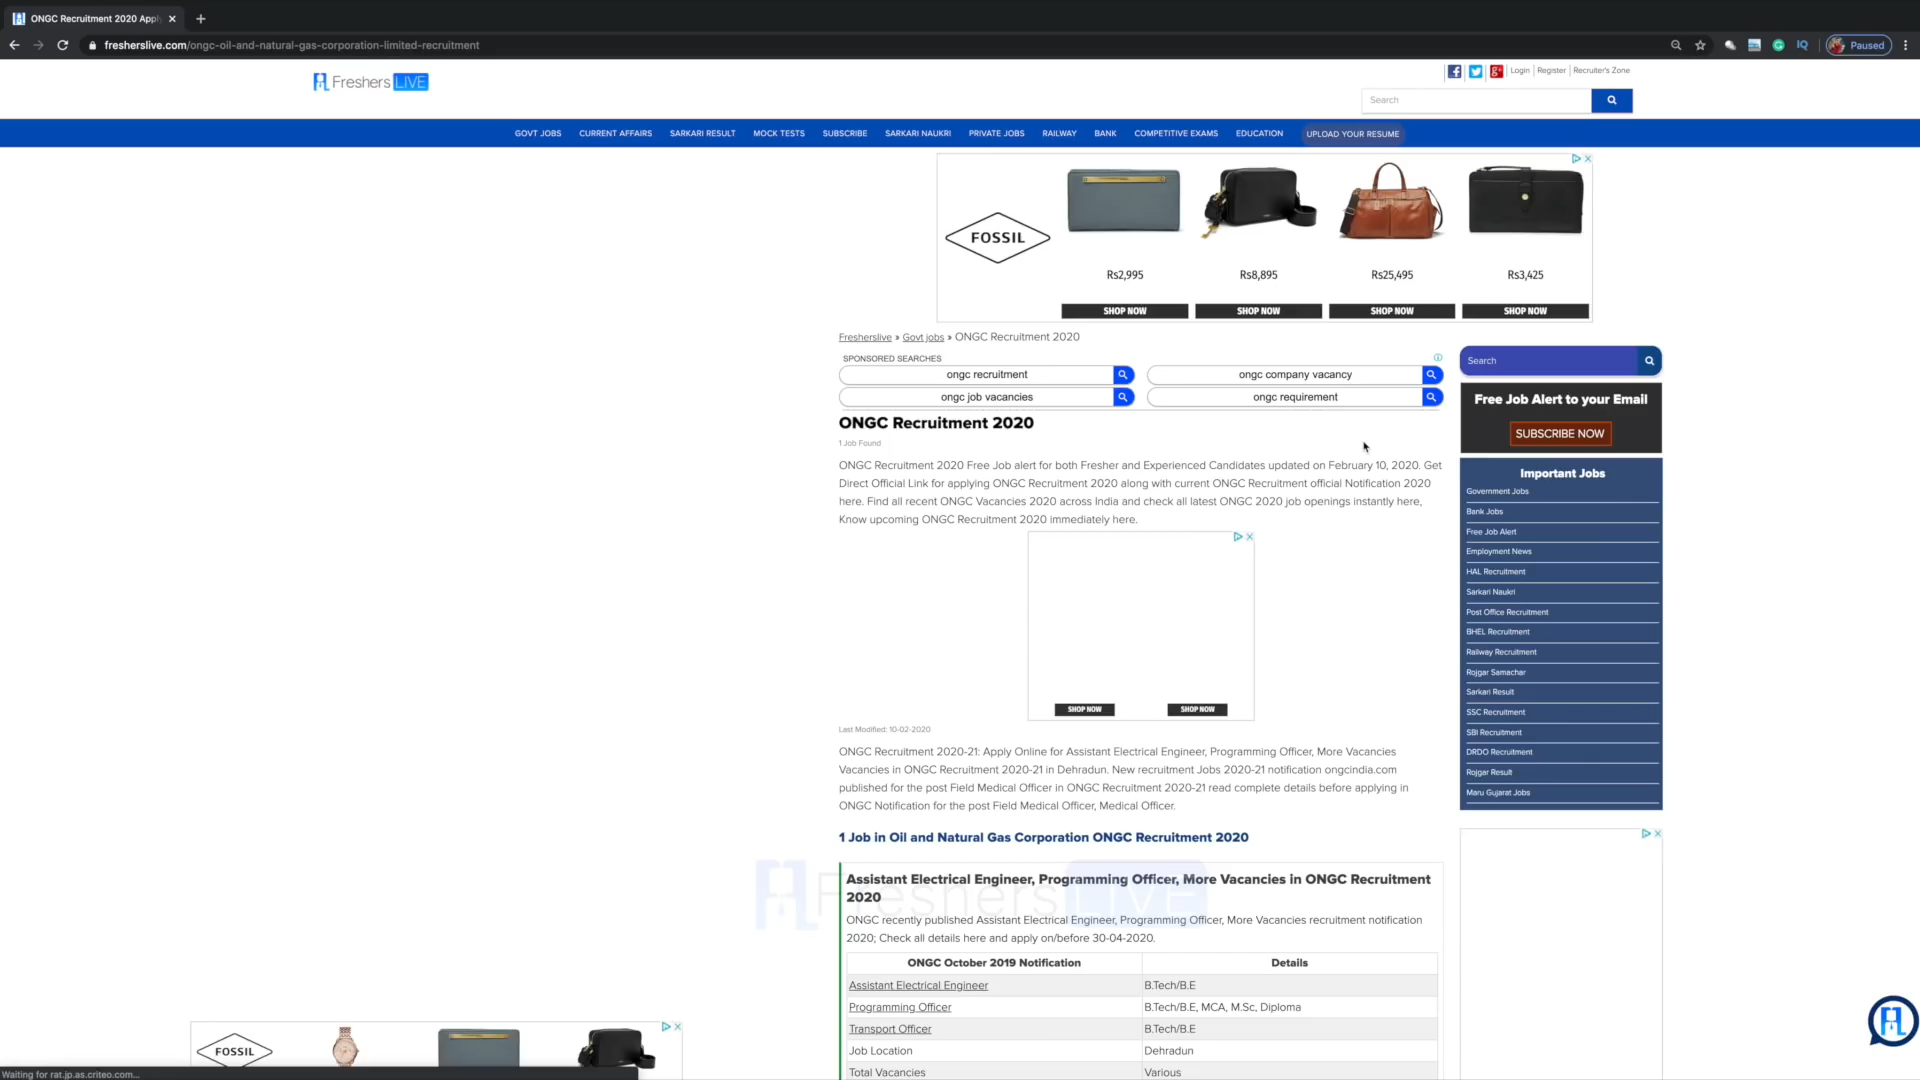 ONGC Recruitment 2020 Appl
fresherslive.com/ongc-oil-and-natural-gas-corporation-limited-recruitment
IQ
Paused
Freshers LIVE
Login | Register | Recruiter's Zone
Search
GOVT JOBS CURRENT AFFAIRS SARKARI RESULT MOCK TESTS SUBSCRIBE SARKARI NAUKRI PRIVATE JOBS RAILWAY BANK COMPETITIVE EXAMS EDUCATION UPLOAD YOUR RESUME
FOSSIL
Rs2,995 Rs8,895 Rs25,495 Rs3,425
SHOP NOW SHOP NOW SHOP NOW SHOP NOW
Fresherslive » Govt jobs » ONGC Recruitment 2020
SPONSORED SEARCHES
ongc recruitment ongc company vacancy
ongc job vacancies ongc requirement
ONGC Recruitment 2020
1 Job Found
ONGC Recruitment 2020 Free Job alert for both Fresher and Experienced Candidates updated on February 10, 2020. Get
Direct Official Link for applying ONGC Recruitment 2020 along with current ONGC Recruitment official Notification 2020
here. Find all recent ONGC Vacancies 2020 across India and check all latest ONGC 2020 job openings instantly here,
Know upcoming ONGC Recruitment 2020 immediately here.
SHOP NOW SHOP NOW
Last Modified: 10-02-2020
ONGC Recruitment 2020-21: Apply Online for Assistant Electrical Engineer, Programming Officer, More Vacancies
Vacancies in ONGC Recruitment 2020-21 in Dehradun. New recruitment Jobs 2020-21 notification ongcindia.com
published for the post Field Medical Officer in ONGC Recruitment 2020-21 read complete details before applying in
ONGC Notification for the post Field Medical Officer, Medical Officer.
1 Job in Oil and Natural Gas Corporation ONGC Recruitment 2020
Assistant Electrical Engineer, Programming Officer, More Vacancies in ONGC Recruitment
2020
Freshers LIVE
ONGC recently published Assistant Electrical Engineer, Programming Officer, More Vacancies recruitment notification
2020; Check all details here and apply on/before 30-04-2020.
ONGC October 2019 Notification Details
Assistant Electrical Engineer B.Tech/B.E
Programming Officer B.Tech/B.E, MCA, M.Sc, Diploma
Transport Officer B.Tech/B.E
Job Location Dehradun
Total Vacancies Various
Search
Free Job Alert to your Email
SUBSCRIBE NOW
Important Jobs
Government Jobs
Bank Jobs
Free Job Alert
Employment News
HAL Recruitment
Sarkari Naukri
Post Office Recruitment
BHEL Recruitment
Railway Recruitment
Rojgar Samachar
Sarkari Result
SSC Recruitment
SBI Recruitment
DRDO Recruitment
Rojgar Result
Maru Gujarat Jobs
FOSSIL
Waiting for rat.jp.as.criteo.com...